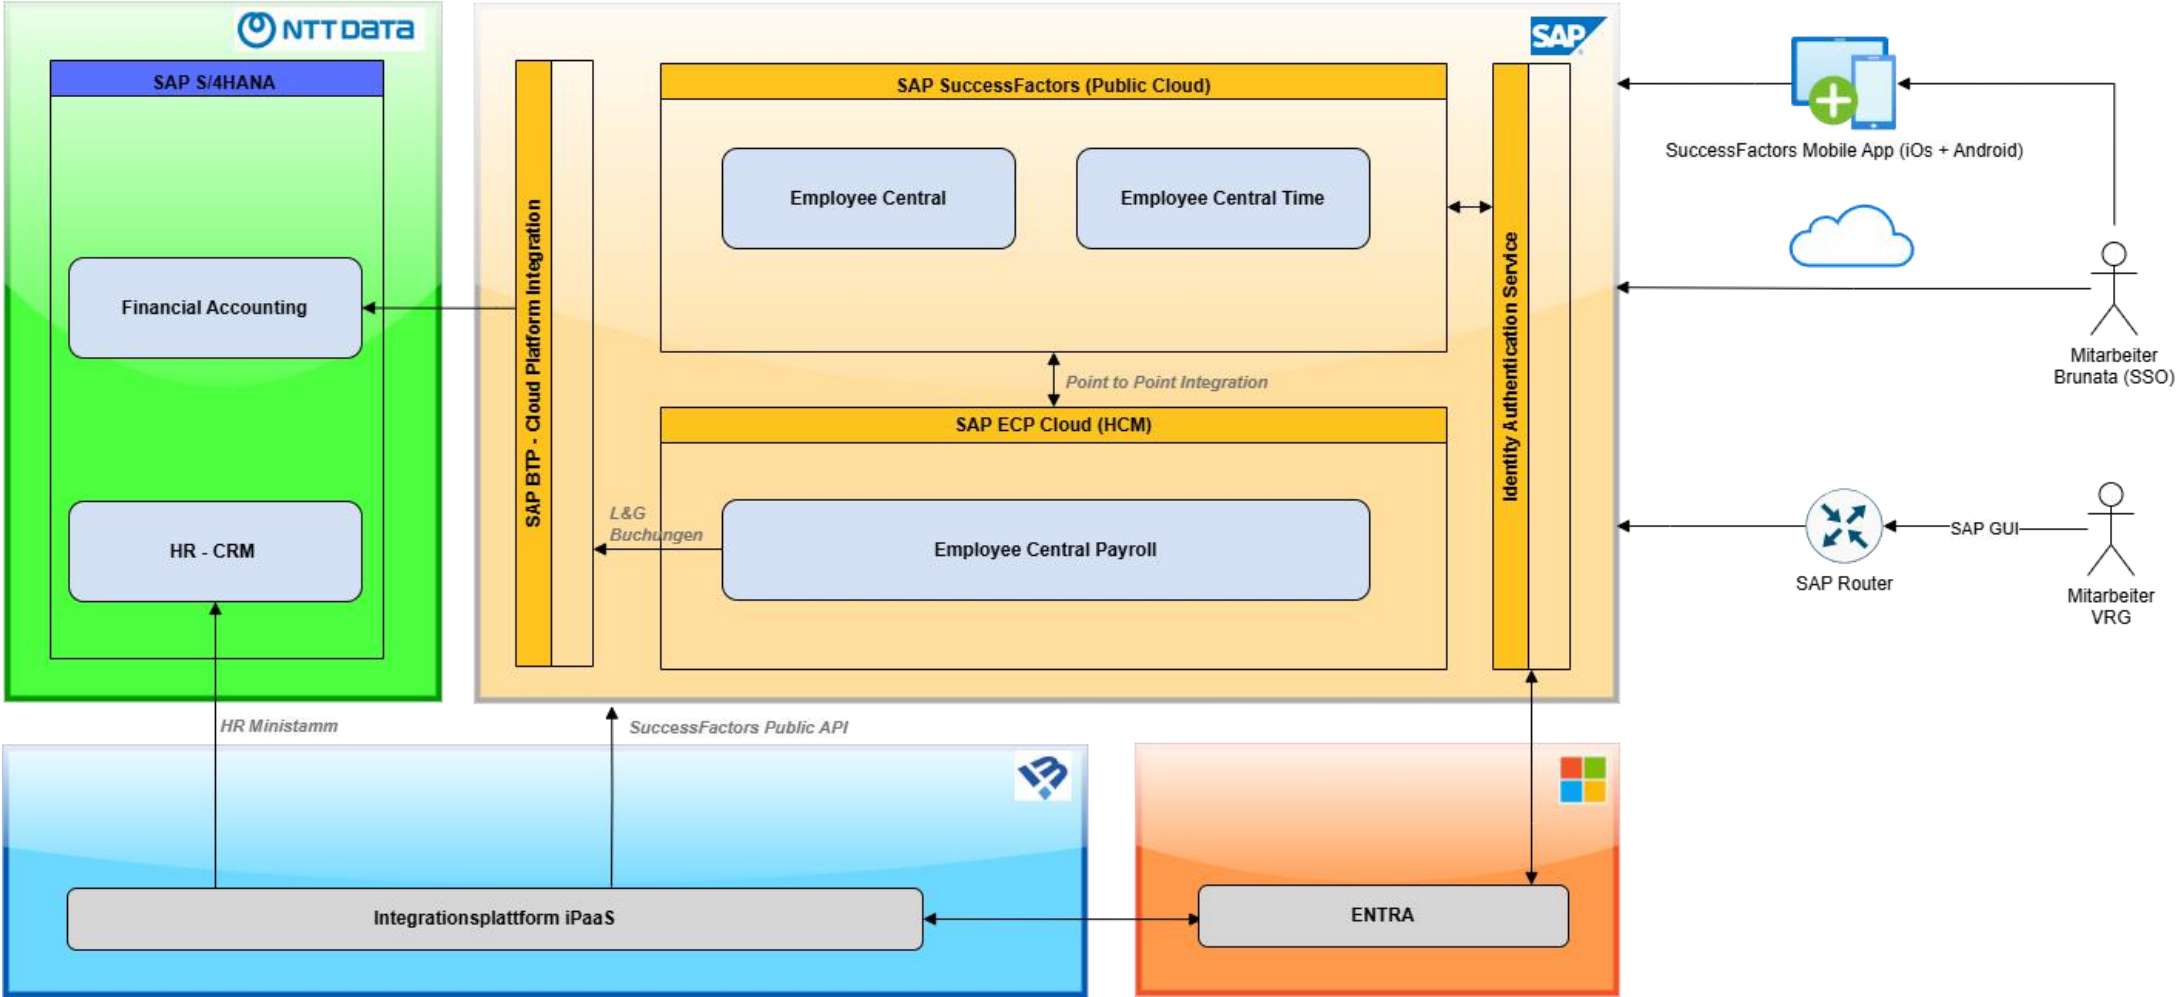 NTT DATA
SAP S/4HANA
Financial Accounting
HR - CRM
SAP
SAP BTP - Cloud Platform Integration
SAP SuccessFactors (Public Cloud)
Employee Central
Employee Central Time
Point to Point Integration
SAP ECP Cloud (HCM)
L&G
Buchungen
Employee Central Payroll
Identity Authentication Service
SuccessFactors Mobile App (iOs + Android)
Mitarbeiter
Brunata (SSO)
SAP GUI
SAP Router
Mitarbeiter
VRG
HR Ministamm
SuccessFactors Public API
Integrationsplattform iPaaS
ENTRA